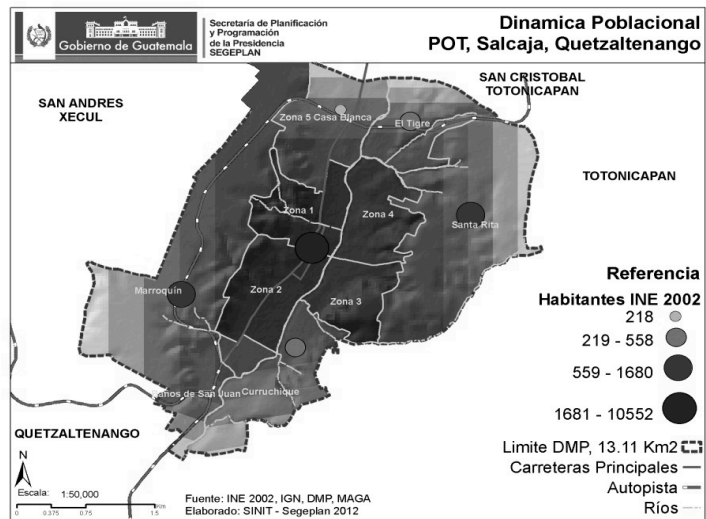 Gobierno de Guatemala
Secretaría de Planificación
y Programación
de la Presidencia
SEGEPLAN
Dinamica Poblacional
POT, Salcaja, Quetzaltenango
SAN ANDRES
XECUL
SAN CRISTOBAL
TOTONICAPAN
Zona 5 Casa Blanca
El Tigre
TOTONICAPAN
Zona 1
Zona 4
Santa Rita
Marroquín
Zona 2
Zona 3
Referencia
Habitantes INE 2002
218
219 - 558
559 - 1680
1681 - 10552
de San Juan
Curruchique
QUETZALTENANGO
Limite DMP, 13.11 Km2
Carreteras Principales
Autopista
Ríos
N
Escala: 1:50,000
0 0.375 0.75 1.5
Fuente: INE 2002, IGN, DMP, MAGA
Elaborado: SINIT - Segeplan 2012